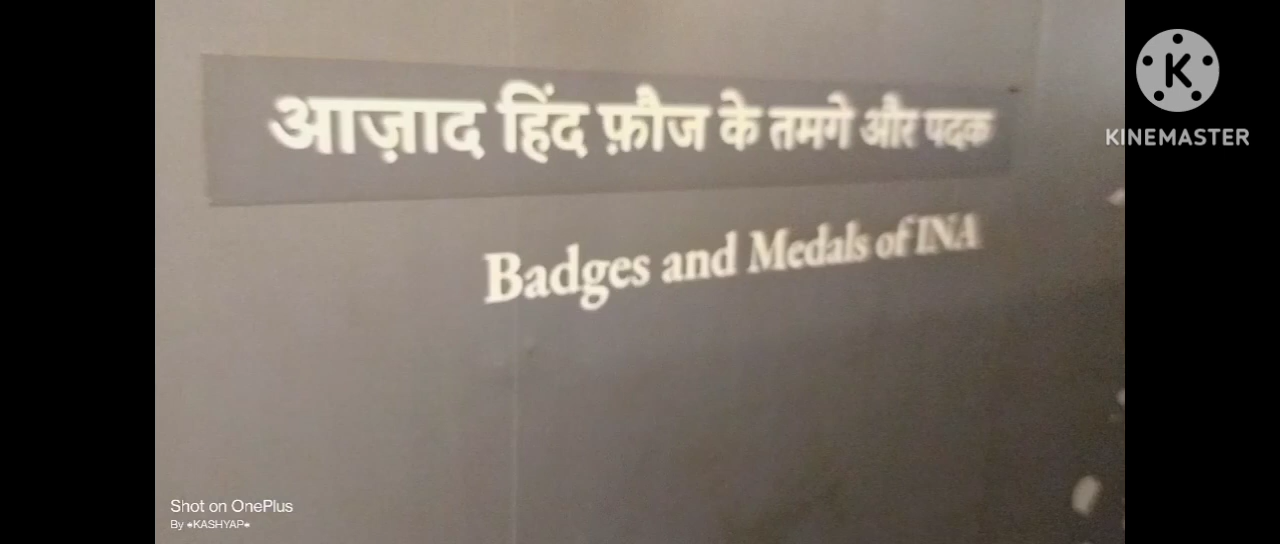 आज़ाद हिंद फ़ौज के तमगे और पदक
Badges and Medals of INA
KINEMASTER
Shot on OnePlus
By ●KASHYAP●